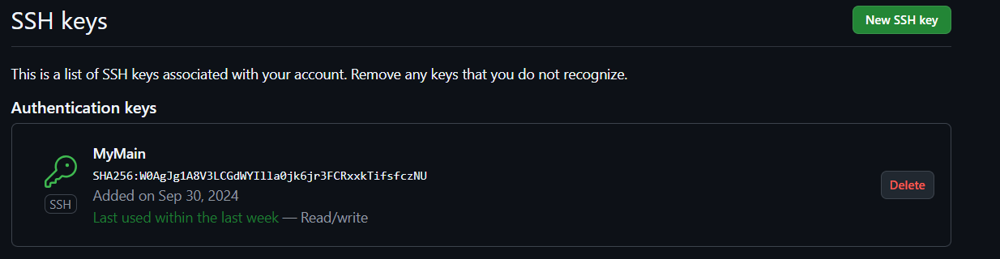 SSH keys
New SSH key
This is a list of SSH keys associated with your account. Remove any keys that you do not recognize.
Authentication keys
MyMain
SHA256:W0AgJg1A8V3LCGdWYIlla0jk6jr3FCRxxkTifsfczNU
Added on Sep 30, 2024
Last used within the last week — Read/write
SSH
Delete